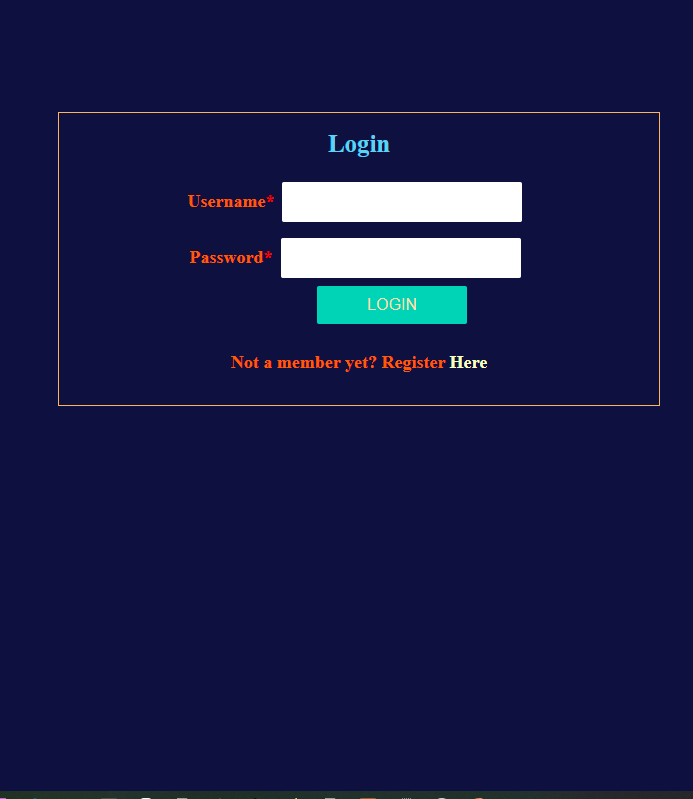 Login
Username*
Password*
LOGIN
Not a member yet? Register Here